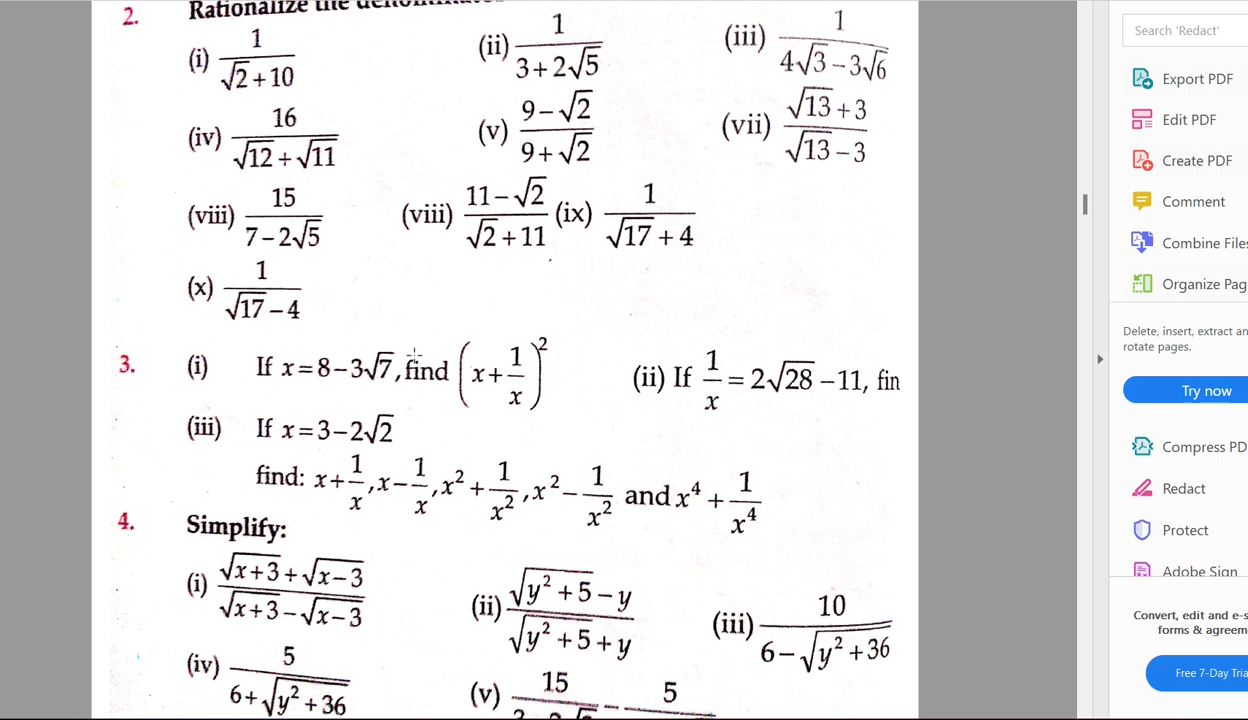 2. Rationalize the
(i) 1/(√2+10) (ii) 1/(3+2√5) (iii) 1/(4√3−3√6)
(iv) 16/(√12+√11) (v) (9−√2)/(9+√2) (vii) (√13+3)/(√13−3)
(viii) 15/(7−2√5) (viii) (11−√2)/(√2+11) (ix) 1/(√17+4)
(x) 1/(√17−4)
3. (i) If x=8−3√7, find (x+1/x)² (ii) If 1/x=2√28−11, fin
(iii) If x=3−2√2
find: x+1/x, x−1/x, x²+1/x², x²−1/x² and x⁴+1/x⁴
4. Simplify:
(i) (√(x+3)+√(x−3))/(√(x+3)−√(x−3)) (ii) (√(y²+5)−y)/(√(y²+5)+y) (iii) 10/(6−√(y²+36))
(iv) 5/(6+√(y²+36)) (v) 15 − 5
Search 'Redact'
Export PDF
Edit PDF
Create PDF
Comment
Combine File
Organize Pag
Delete, insert, extract an
rotate pages.
Try now
Compress PD
Redact
Protect
Adobe Sign
Convert, edit and e-s
forms & agreem
Free 7-Day Tria